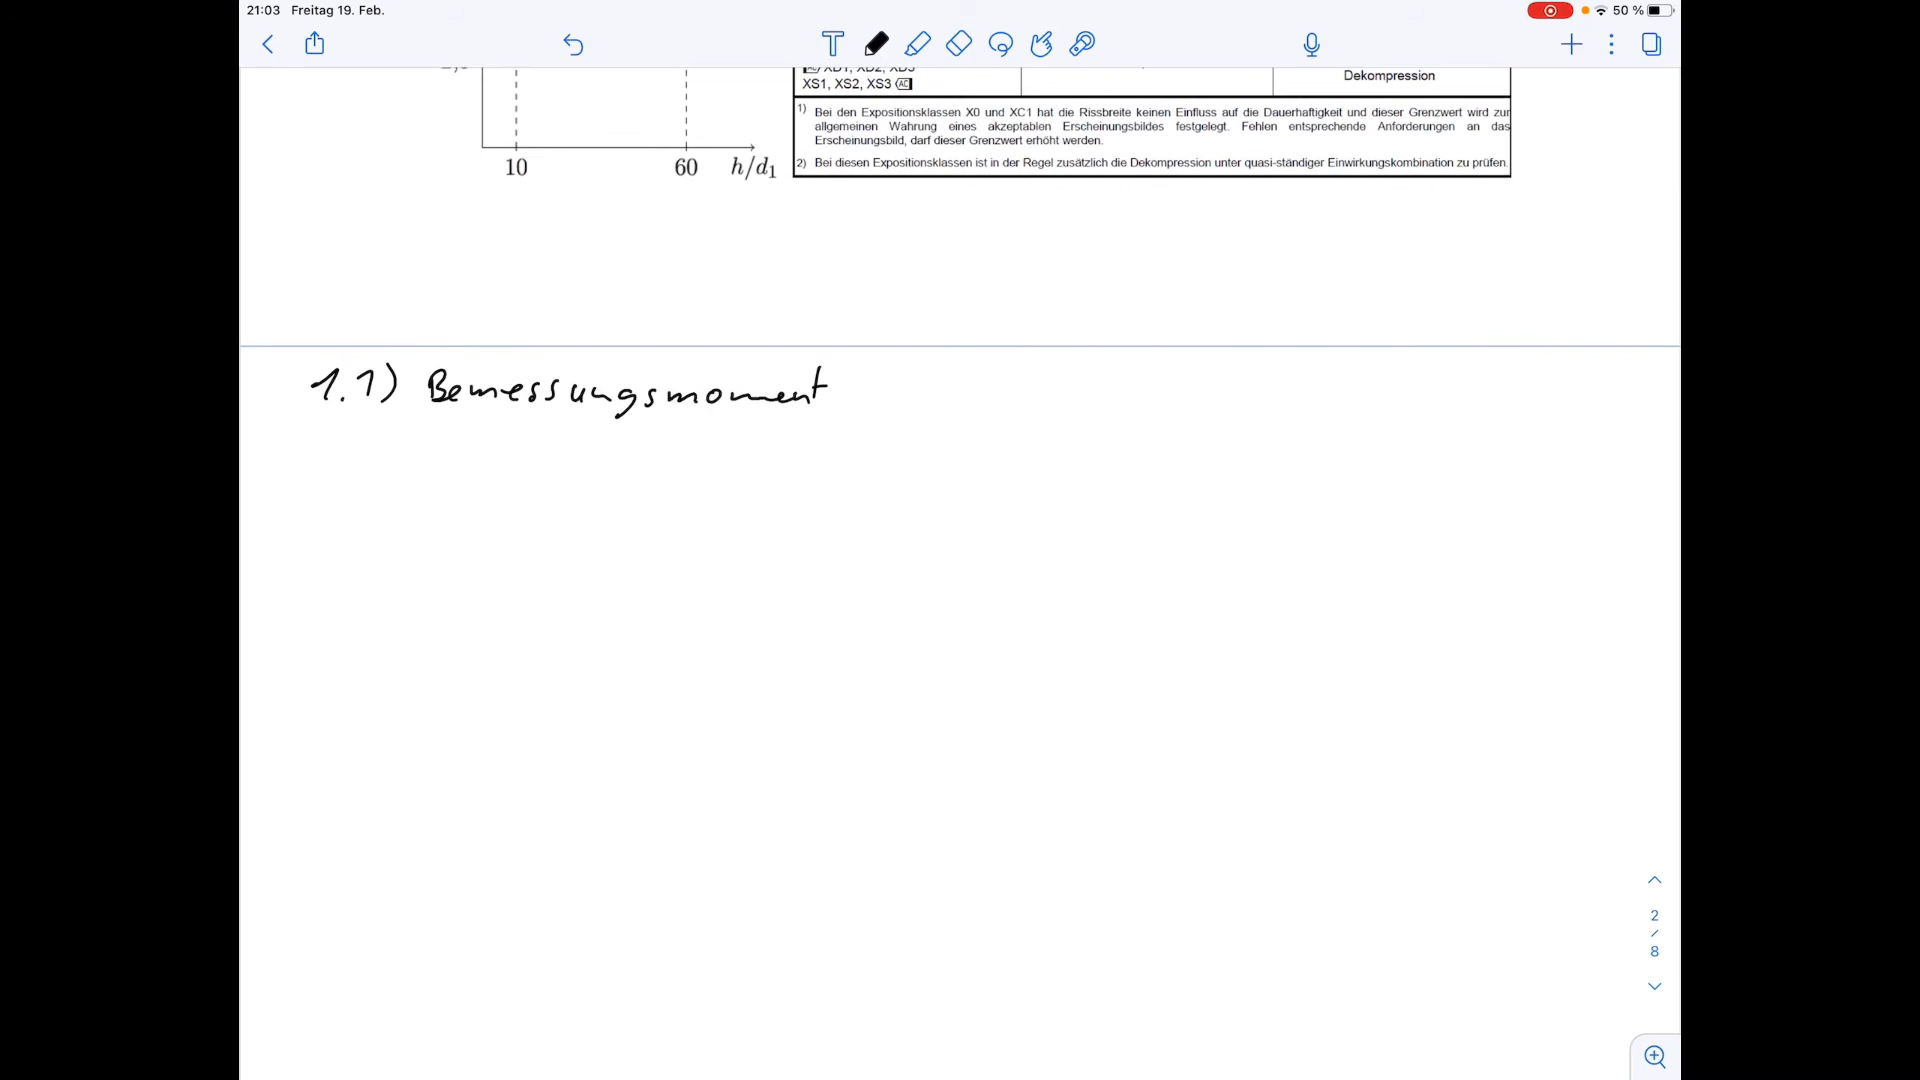 21:03 Freitag 19. Feb.
50 %
XS1, XS2, XS3 AC
Dekompression
1) Bei den Expositionsklassen X0 und XC1 hat die Rissbreite keinen Einfluss auf die Dauerhaftigkeit und dieser Grenzwert wird zur
allgemeinen Wahrung eines akzeptablen Erscheinungsbildes festgelegt. Fehlen entsprechende Anforderungen an das
Erscheinungsbild, darf dieser Grenzwert erhöht werden.
2) Bei diesen Expositionsklassen ist in der Regel zusätzlich die Dekompression unter quasi-ständiger Einwirkungskombination zu prüfen.
10 60 h/d₁
1.1) Bemessungsmoment
2
/
8